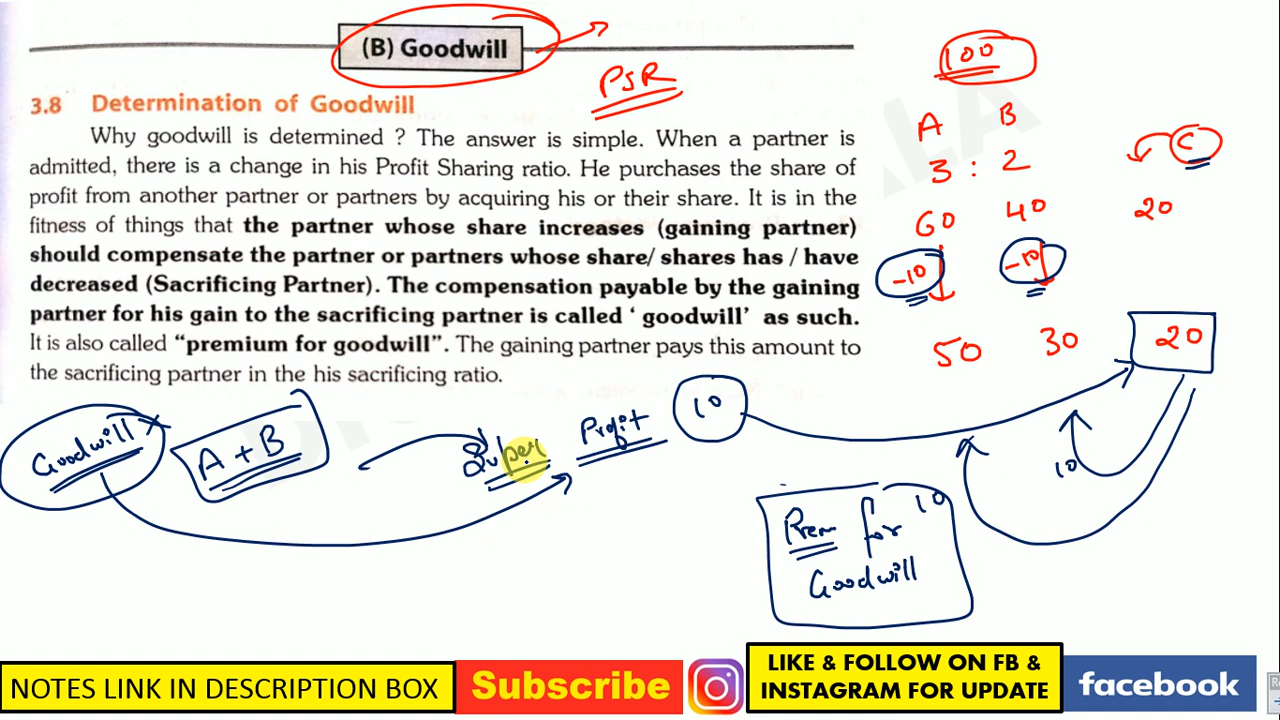 (B) Goodwill
PSR
3.8 Determination of Goodwill
Why goodwill is determined ? The answer is simple. When a partner is
admitted, there is a change in his Profit Sharing ratio. He purchases the share of
profit from another partner or partners by acquiring his or their share. It is in the
fitness of things that the partner whose share increases (gaining partner)
should compensate the partner or partners whose share/ shares has / have
decreased (Sacrificing Partner). The compensation payable by the gaining
partner for his gain to the sacrificing partner is called ‘ goodwill’ as such.
It is also called “premium for goodwill”. The gaining partner pays this amount to
the sacrificing partner in the his sacrificing ratio.
100
A B
C
3 : 2
60 40 20
-10 -10
50 30 20
Goodwill
A + B
Super Profit 10
10
10
Prem for
Goodwill
NOTES LINK IN DESCRIPTION BOX
Subscribe
LIKE & FOLLOW ON FB &
INSTAGRAM FOR UPDATE
facebook